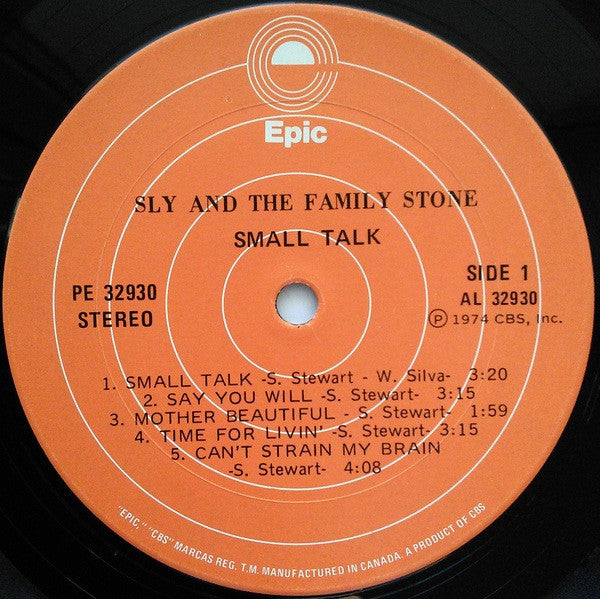 Epic
SLY AND THE FAMILY STONE
SMALL TALK
PE 32930
STEREO
SIDE 1
AL 32930
Ⓟ 1974 CBS, Inc.
1. SMALL TALK -S. Stewart - W. Silva- 3:20
2. SAY YOU WILL -S. Stewart- 3:15
3. MOTHER BEAUTIFUL - S. Stewart- 1:59
4. TIME FOR LIVIN' -S. Stewart- 3:15
5. CAN'T STRAIN MY BRAIN
-S. Stewart- 4:08
"EPIC," "CBS" MARCAS REG. T.M. MANUFACTURED IN CANADA. A PRODUCT OF CBS